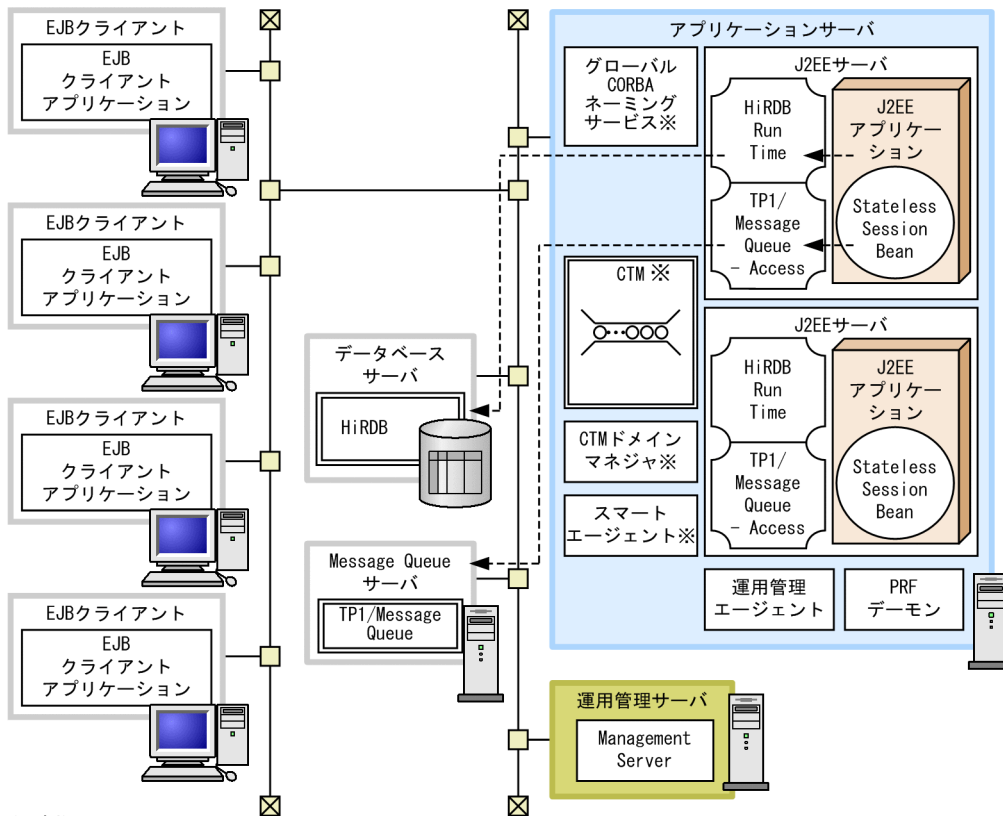 EJBクライアント
EJB
クライアント
アプリケーション
EJBクライアント
EJB
クライアント
アプリケーション
EJBクライアント
EJB
クライアント
アプリケーション
EJBクライアント
EJB
クライアント
アプリケーション
データベース
サーバ
HiRDB
Message Queue
サーバ
TP1/Message
Queue
アプリケーションサーバ
グローバル
CORBA
ネーミング
サービス※
CTM ※
CTMドメイン
マネジャ※
スマート
エージェント※
J2EEサーバ
HiRDB
Run
Time
TP1/
Message
Queue
- Access
J2EE
アプリケー
ション
Stateless
Session
Bean
J2EEサーバ
HiRDB
Run
Time
TP1/
Message
Queue
- Access
J2EE
アプリケー
ション
Stateless
Session
Bean
運用管理
エージェント
PRF
デーモン
運用管理サーバ
Management
Server